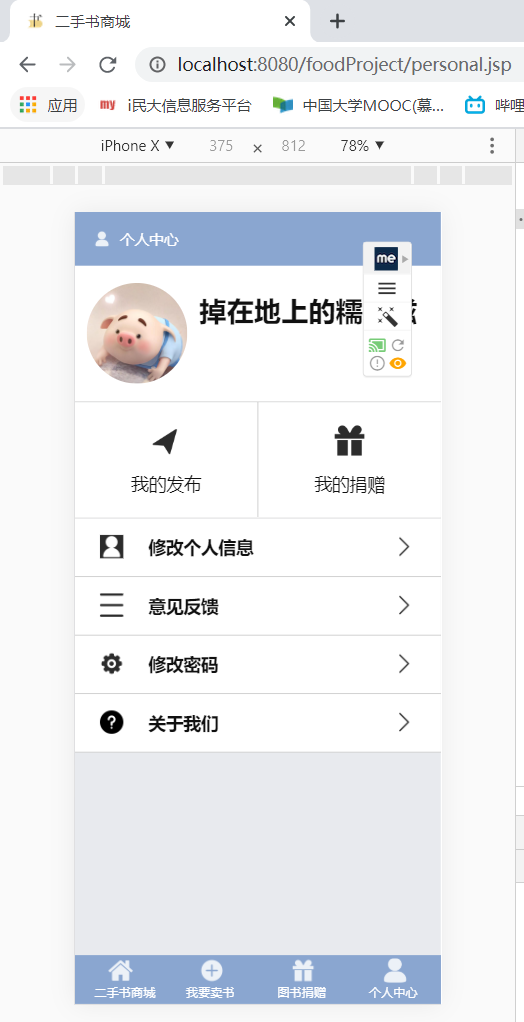 二手书商城
localhost:8080/foodProject/personal.jsp
应用
my
i民大信息服务平台
中国大学MOOC(慕...
哔哩
iPhone X ▼
375
×
812
78% ▼
个人中心
me
掉在地上的糯
我的发布
我的捐赠
修改个人信息
意见反馈
修改密码
关于我们
二手书商城
我要卖书
图书捐赠
个人中心